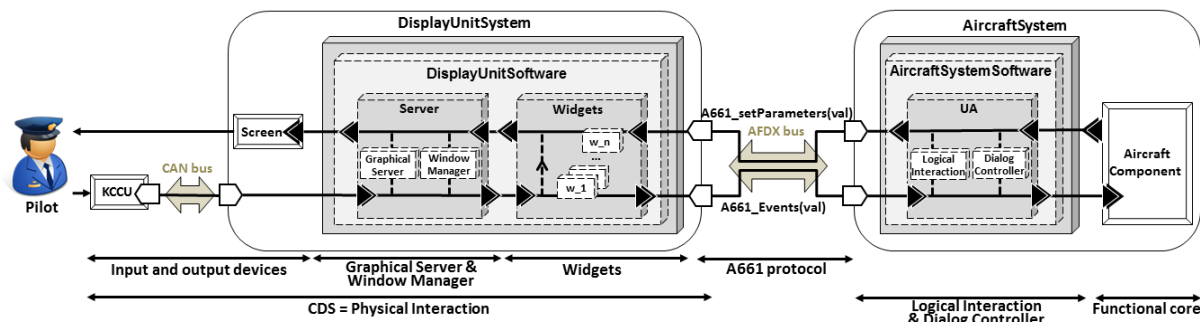 DisplayUnitSystem
AircraftSystem
DisplayUnitSoftware
AircraftSystemSoftware
Server
Widgets
A661_setParameters(val)
UA
Screen
w_n
...
AFDX bus
CAN bus
Graphical
Server
Window
Manager
Logical
Interaction
Dialog
Controller
Aircraft
Component
KCCU
w_1
Pilot
A661_Events(val)
Input and output devices
Graphical Server &
Window Manager
Widgets
A661 protocol
CDS = Physical Interaction
Logical Interaction
& Dialog Controller
Functional core